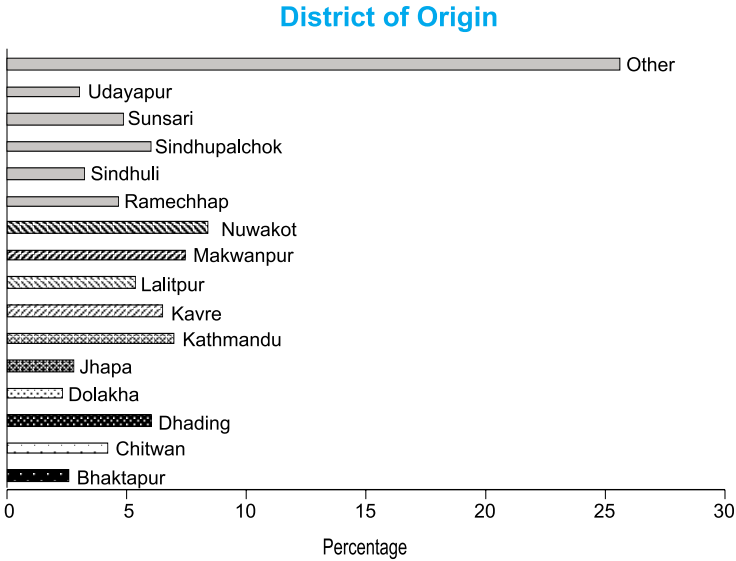 District of Origin
Other
Udayapur
Sunsari
Sindhupalchok
Sindhuli
Ramechhap
Nuwakot
Makwanpur
Lalitpur
Kavre
Kathmandu
Jhapa
Dolakha
Dhading
Chitwan
Bhaktapur
0 5 10 15 20 25 30
Percentage